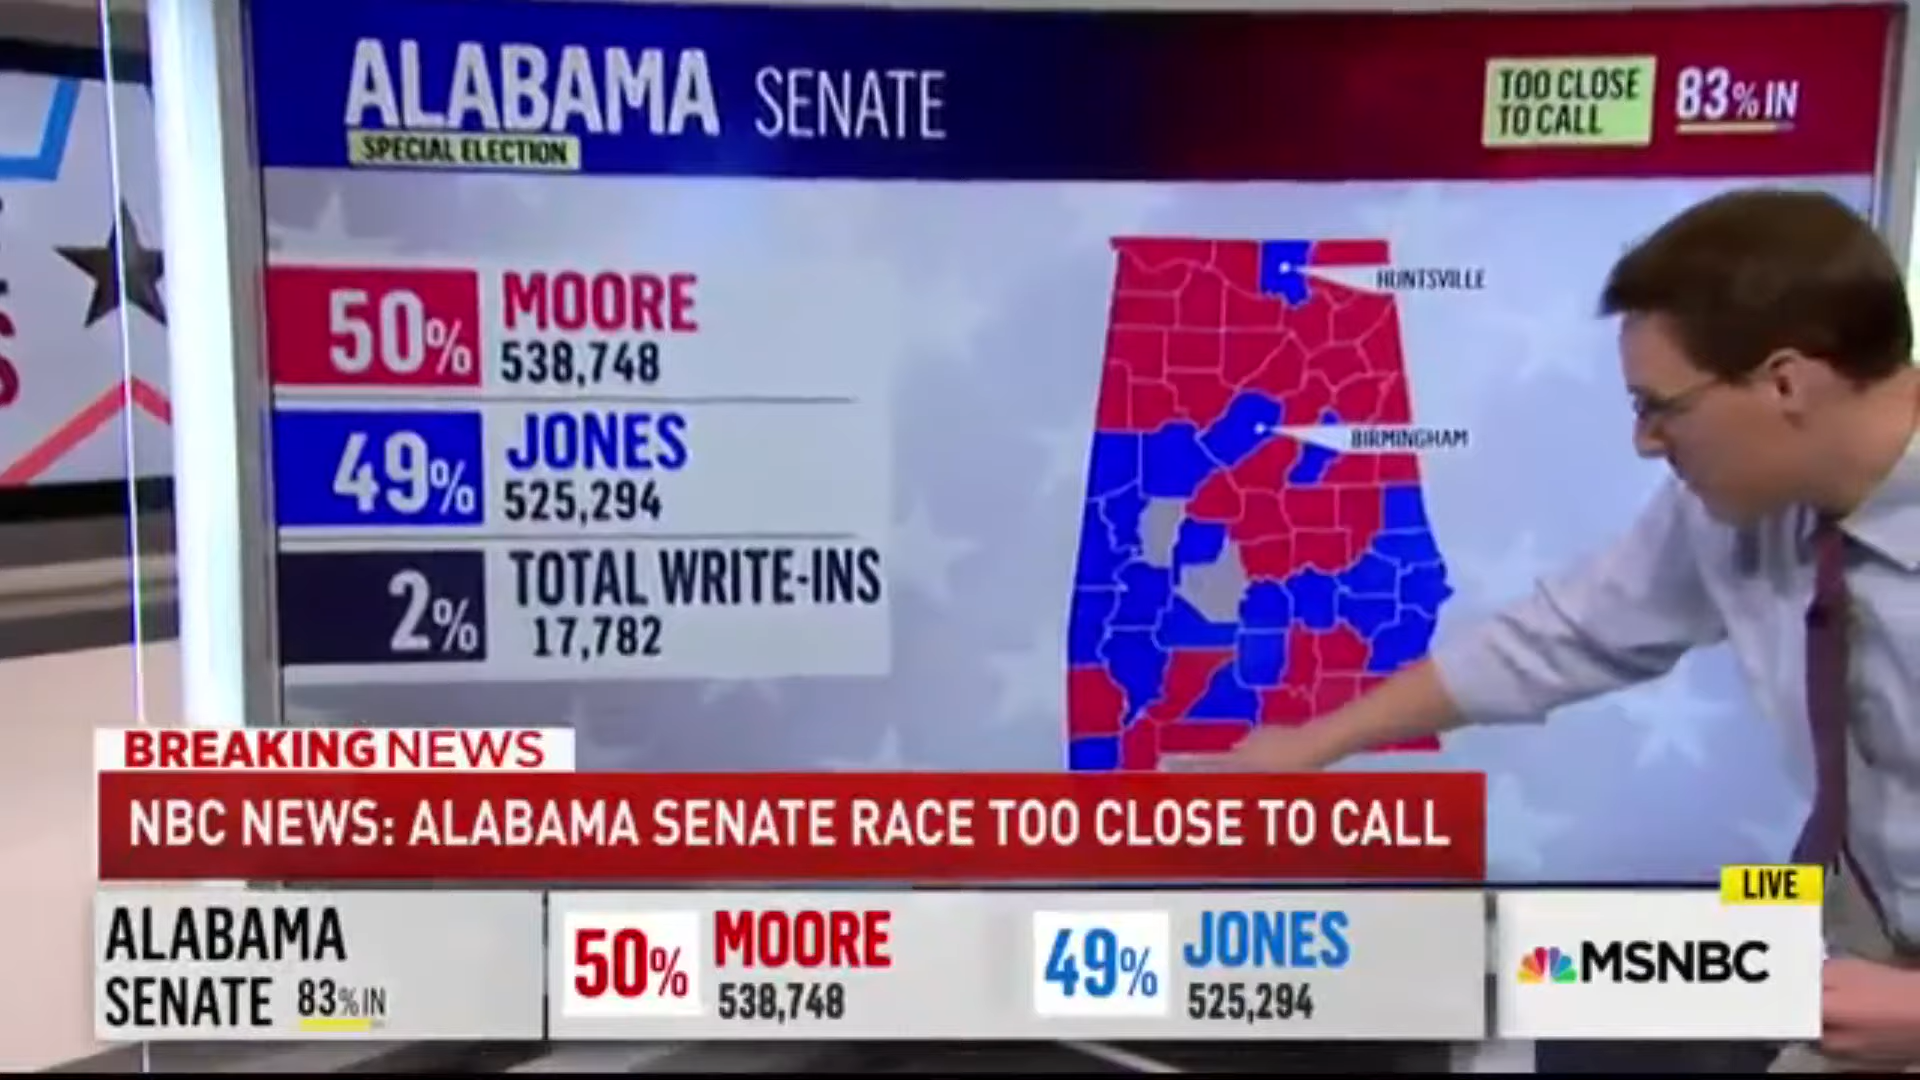 ALABAMA SENATE
SPECIAL ELECTION
TOO CLOSE
TO CALL
83% IN
50% MOORE
538,748
49% JONES
525,294
2% TOTAL WRITE-INS
17,782
HUNTSVILLE
BIRMINGHAM
BREAKING NEWS
NBC NEWS: ALABAMA SENATE RACE TOO CLOSE TO CALL
LIVE
ALABAMA
SENATE 83% IN
50% MOORE
538,748
49% JONES
525,294
MSNBC